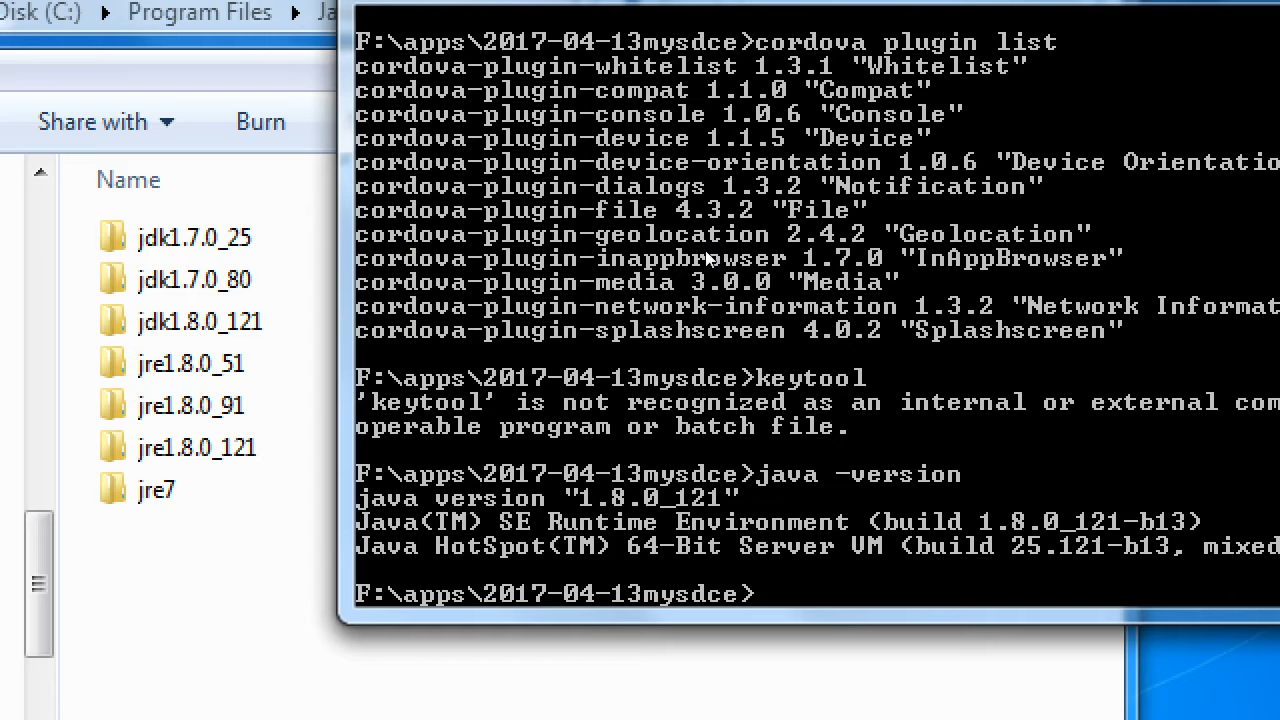 Disk (C:) Program Files Ja
Share with Burn
Name
jdk1.7.0_25
jdk1.7.0_80
jdk1.8.0_121
jre1.8.0_51
jre1.8.0_91
jre1.8.0_121
jre7
F:\apps\2017-04-13mysdce>cordova plugin list
cordova-plugin-whitelist 1.3.1 "Whitelist"
cordova-plugin-compat 1.1.0 "Compat"
cordova-plugin-console 1.0.6 "Console"
cordova-plugin-device 1.1.5 "Device"
cordova-plugin-device-orientation 1.0.6 "Device Orientatio
cordova-plugin-dialogs 1.3.2 "Notification"
cordova-plugin-file 4.3.2 "File"
cordova-plugin-geolocation 2.4.2 "Geolocation"
cordova-plugin-inappbrowser 1.7.0 "InAppBrowser"
cordova-plugin-media 3.0.0 "Media"
cordova-plugin-network-information 1.3.2 "Network Informat
cordova-plugin-splashscreen 4.0.2 "Splashscreen"
F:\apps\2017-04-13mysdce>keytool
'keytool' is not recognized as an internal or external com
operable program or batch file.
F:\apps\2017-04-13mysdce>java -version
java version "1.8.0_121"
Java(TM) SE Runtime Environment (build 1.8.0_121-b13)
Java HotSpot(TM) 64-Bit Server VM (build 25.121-b13, mixed
F:\apps\2017-04-13mysdce>